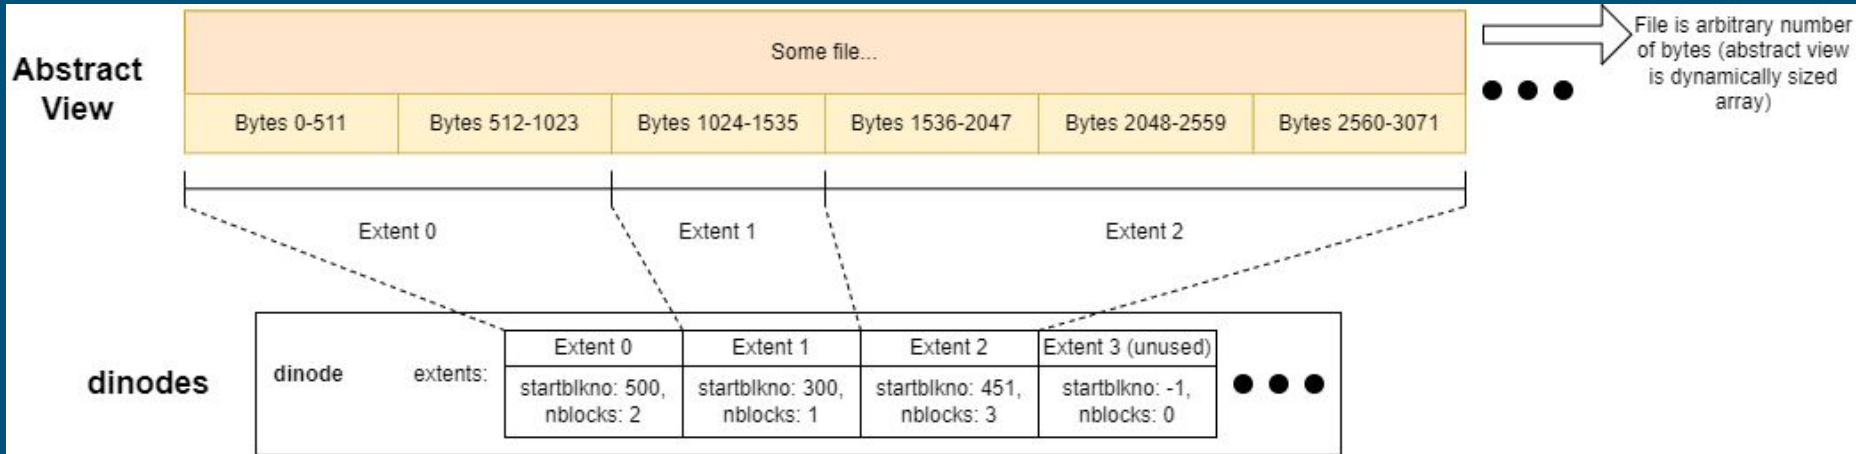 Abstract
View
Some file...
Bytes 0-511
Bytes 512-1023
Bytes 1024-1535
Bytes 1536-2047
Bytes 2048-2559
Bytes 2560-3071
File is arbitrary number
of bytes (abstract view
is dynamically sized
array)
Extent 0
Extent 1
Extent 2
dinodes
dinode
extents:
Extent 0
Extent 1
Extent 2
Extent 3 (unused)
startblkno: 500,
nblocks: 2
startblkno: 300,
nblocks: 1
startblkno: 451,
nblocks: 3
startblkno: -1,
nblocks: 0